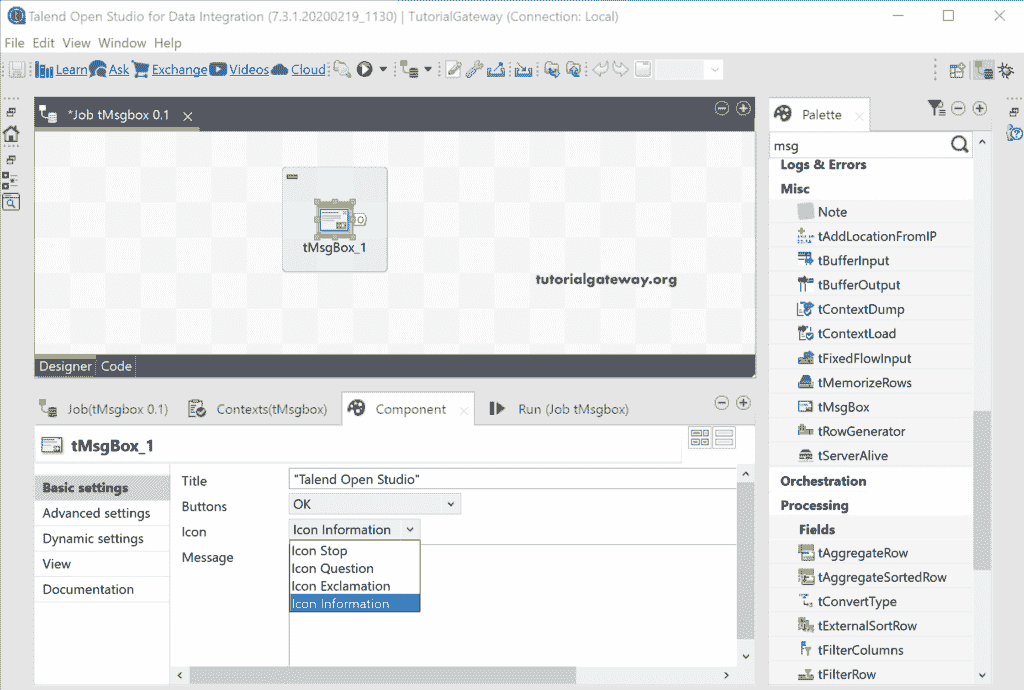 Talend Open Studio for Data Integration (7.3.1.20200219_1130) | TutorialGateway (Connection: Local)
File Edit View Window Help
Learn Ask Exchange Videos Cloud
*Job tMsgbox 0.1
tMsgBox_1
tutorialgateway.org
Designer Code
Job(tMsgbox 0.1) Contexts(tMsgbox) Component Run (Job tMsgbox)
tMsgBox_1
Basic settings
Advanced settings
Dynamic settings
View
Documentation
Title "Talend Open Studio"
Buttons OK
Icon Icon Information
Message
Icon Stop
Icon Question
Icon Exclamation
Icon Information
Palette
msg
Logs & Errors
Misc
Note
tAddLocationFromIP
tBufferInput
tBufferOutput
tContextDump
tContextLoad
tFixedFlowInput
tMemorizeRows
tMsgBox
tRowGenerator
tServerAlive
Orchestration
Processing
Fields
tAggregateRow
tAggregateSortedRow
tConvertType
tExternalSortRow
tFilterColumns
tFilterRow